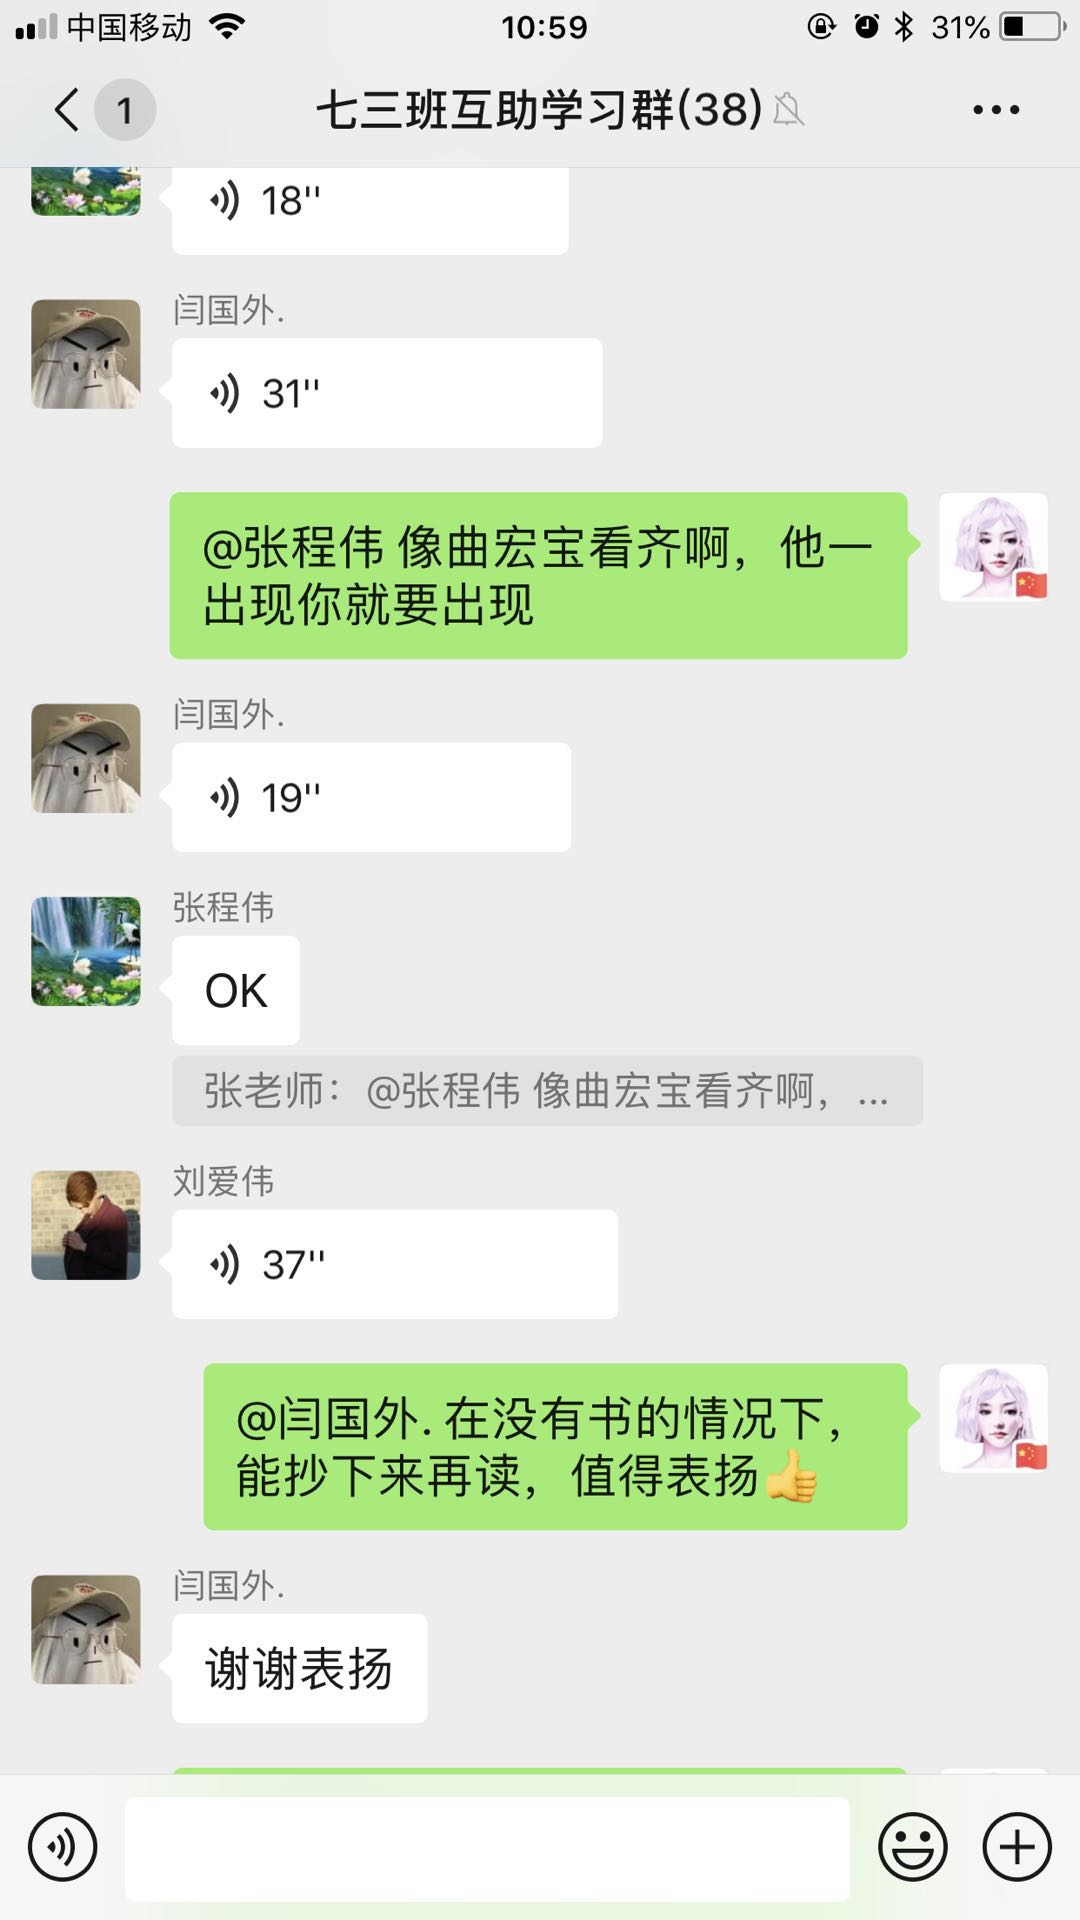 中国移动
10:59
31%
1
七三班互助学习群(38)
18''
闫国外.
31''
@张程伟 像曲宏宝看齐啊，他一
出现你就要出现
闫国外.
19''
张程伟
OK
张老师：@张程伟 像曲宏宝看齐啊，...
刘爱伟
37''
@闫国外. 在没有书的情况下，
能抄下来再读，值得表扬👍
闫国外.
谢谢表扬